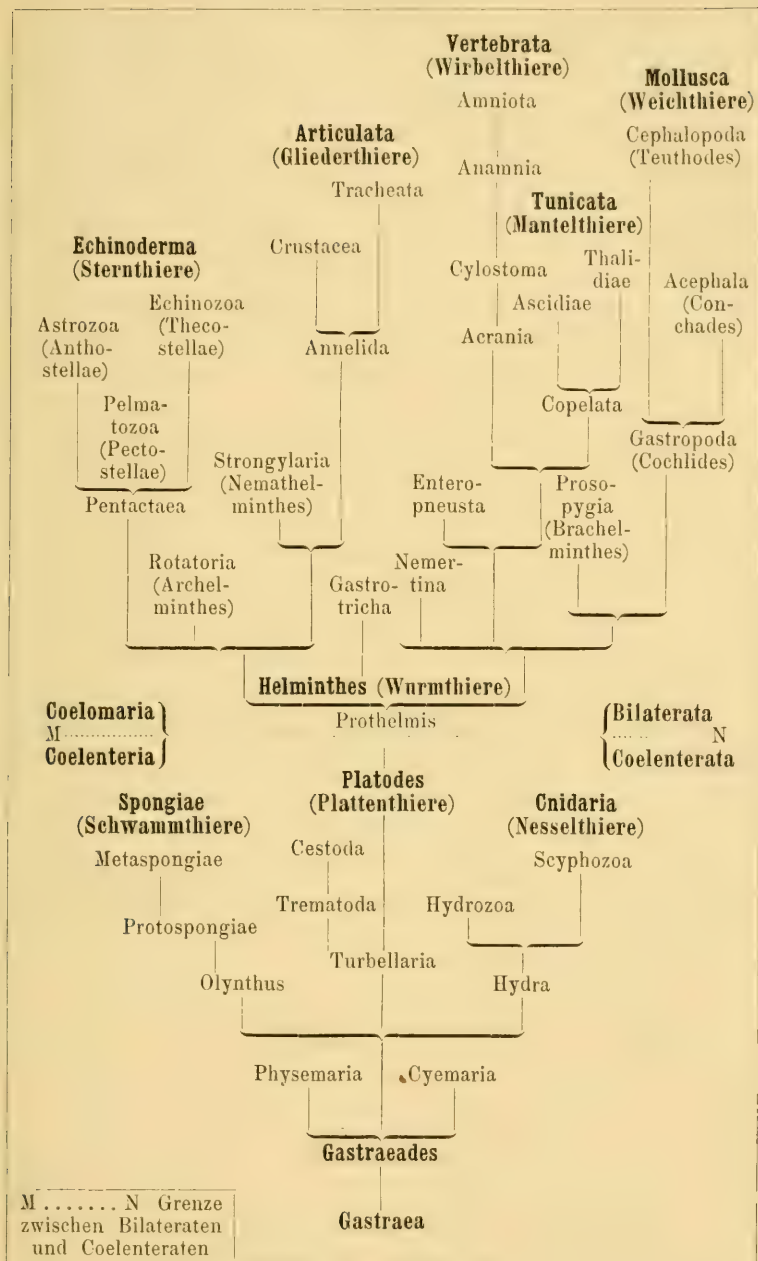 Vertebrata
(Wirbelthiere)
Amniota
Mollusca
(Weichthiere)
Cephalopoda
(Teuthodes)
Articulata
(Gliederthiere)
Tracheata
Anamnia
Tunicata
(Mantelthiere)
Echinoderma
(Sternthiere)
Crustacea
Cylostoma
Thali-
diae
Acephala
(Con-
chades)
Echinozoa
(Theco-
stellae)
Astrozoa
(Antho-
stellae)
Ascidiae
Annelida
Acrania
Pelma-
tozoa
(Pecto-
stellae)
Copelata
Gastropoda
(Cochlides)
Strongylaria
(Nemathel-
minthes)
Pentactaea
Entero-
pneusta
Proso-
pygia
(Brachel-
minthes)
Rotatoria
(Archel-
minthes)
Gastro-
tricha
Nemer-
tina
Helminthes (Wurmthiere)
Prothelmis
Coelomaria
M ................
Coelenteria
Bilaterata
...... N
Coelenterata
Platodes
(Plattenthiere)
Spongiae
(Schwammthiere)
Cnidaria
(Nesselthiere)
Metaspongiae
Cestoda
Scyphozoa
Trematoda
Hydrozoa
Protospongiae
Turbellaria
Olynthus
Hydra
Physemaria
Cyemaria
Gastraeades
Gastraea
M ....... N Grenze
zwischen Bilateraten
und Coelenteraten